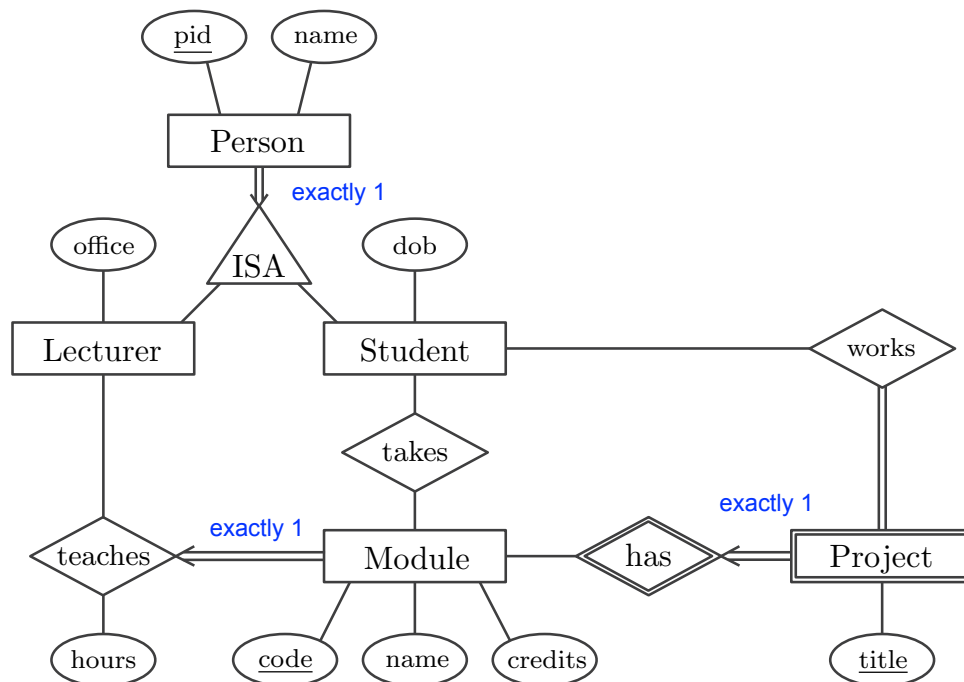 pid
name
Person
exactly 1
office
ISA
dob
Lecturer
Student
works
takes
exactly 1
exactly 1
teaches
Module
has
Project
hours
code
name
credits
title